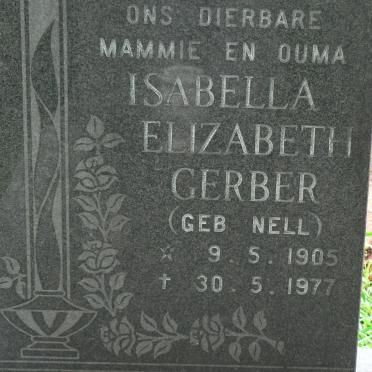 ONS DIERBARE
MAMMIE EN OUMA
ISABELLA
ELIZABETH
GERBER
(GEB NELL)
☆ 9.5.1905
† 30.5.1977